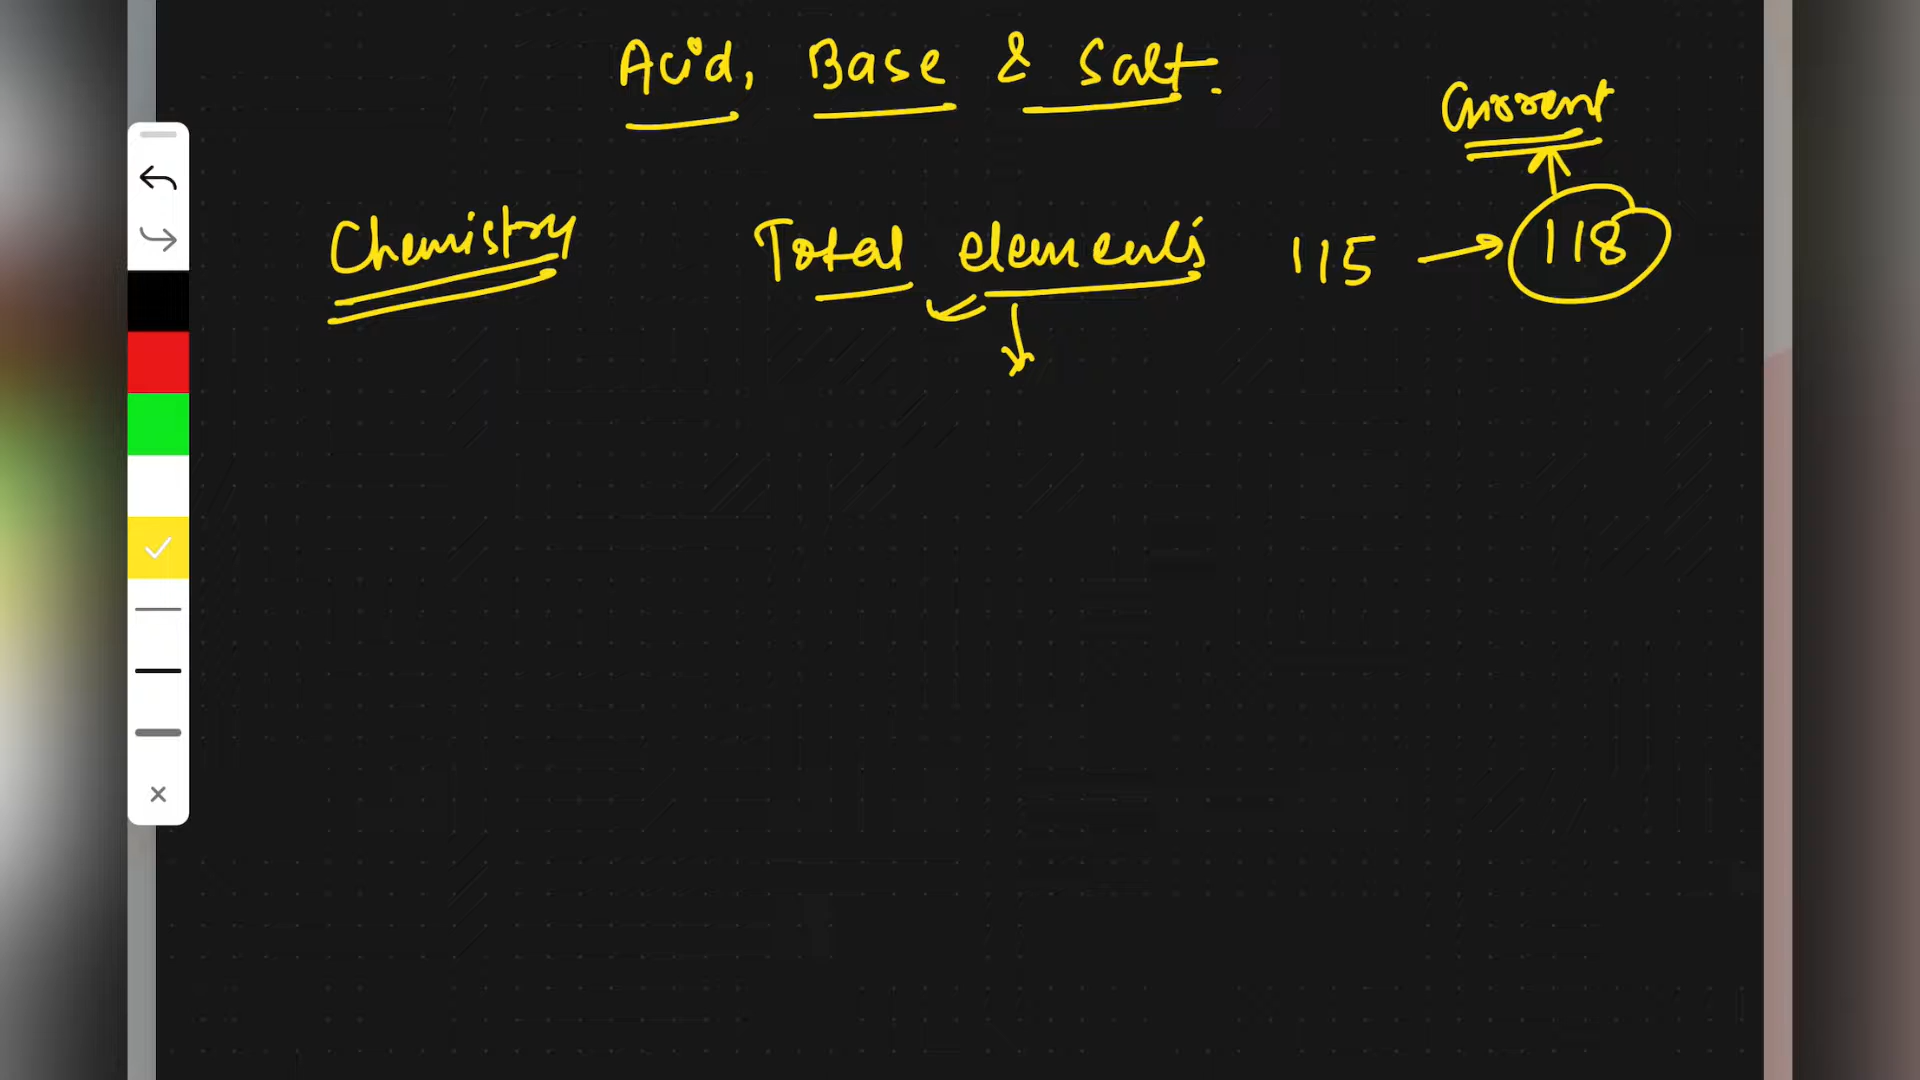 Acid, Base & Salt.
Current
Chemistry Total elements 115 → 118